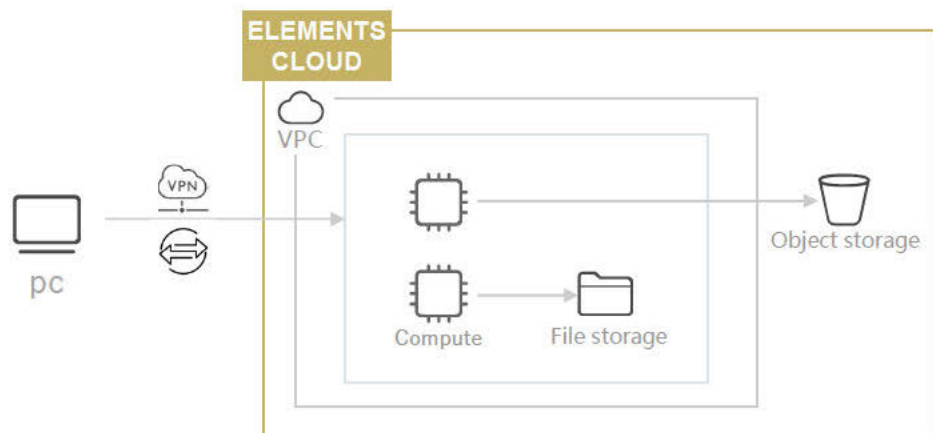 ELEMENTS
CLOUD
VPC
VPN
pc
Object storage
Compute
File storage